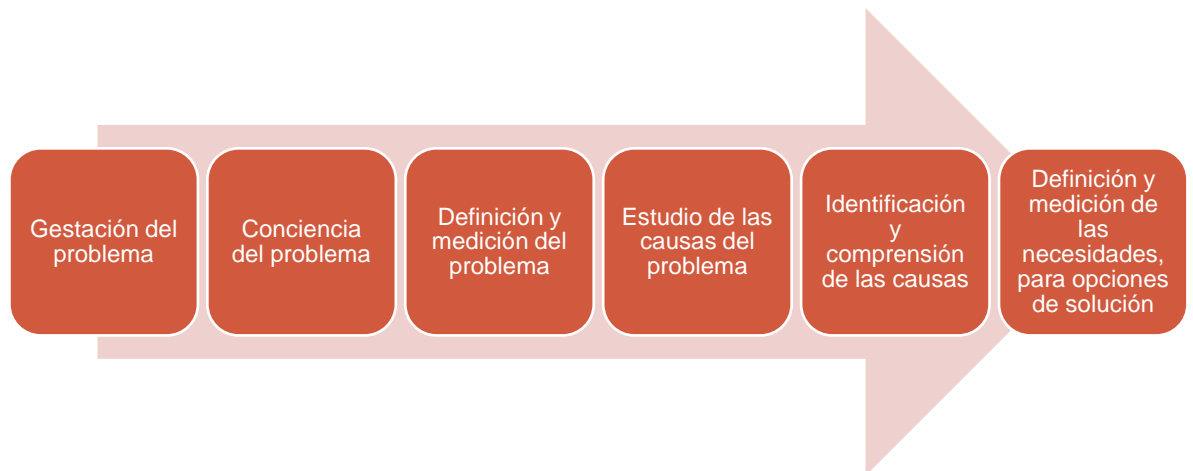 Gestación del
problema
Conciencia
del problema
Definición y
medición del
problema
Estudio de las
causas del
problema
Identificación
y
comprensión
de las causas
Definición y
medición de
las
necesidades,
para opciones
de solución